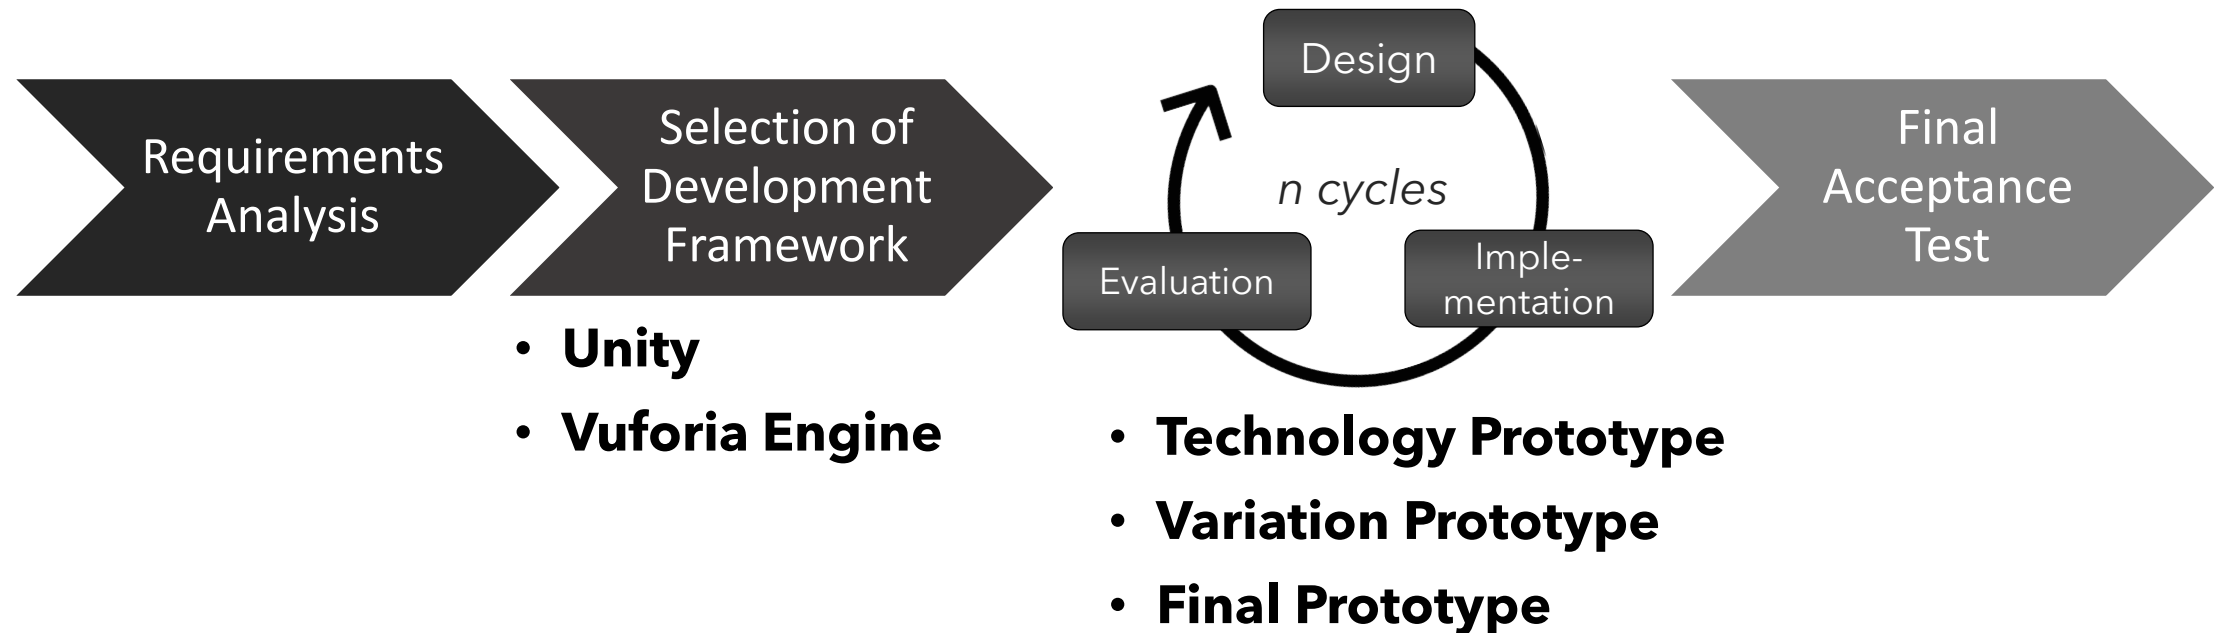 Requirements
Analysis
Selection of
Development
Framework
• Unity
• Vuforia Engine
Design
n cycles
Evaluation
Imple-
mentation
• Technology Prototype
• Variation Prototype
• Final Prototype
Final
Acceptance
Test